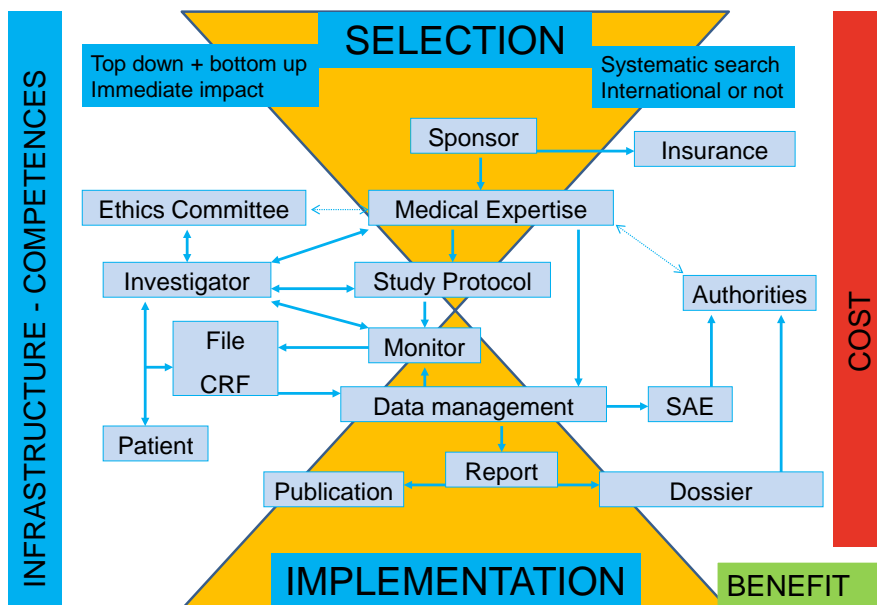 SELECTION
Top down + bottom up
Immediate impact
Systematic search
International or not
INFRASTRUCTURE - COMPETENCES
COST
Sponsor
Insurance
Ethics Committee
Medical Expertise
Investigator
Study Protocol
Authorities
File
CRF
Monitor
Data management
SAE
Patient
Report
Publication
Dossier
IMPLEMENTATION
BENEFIT